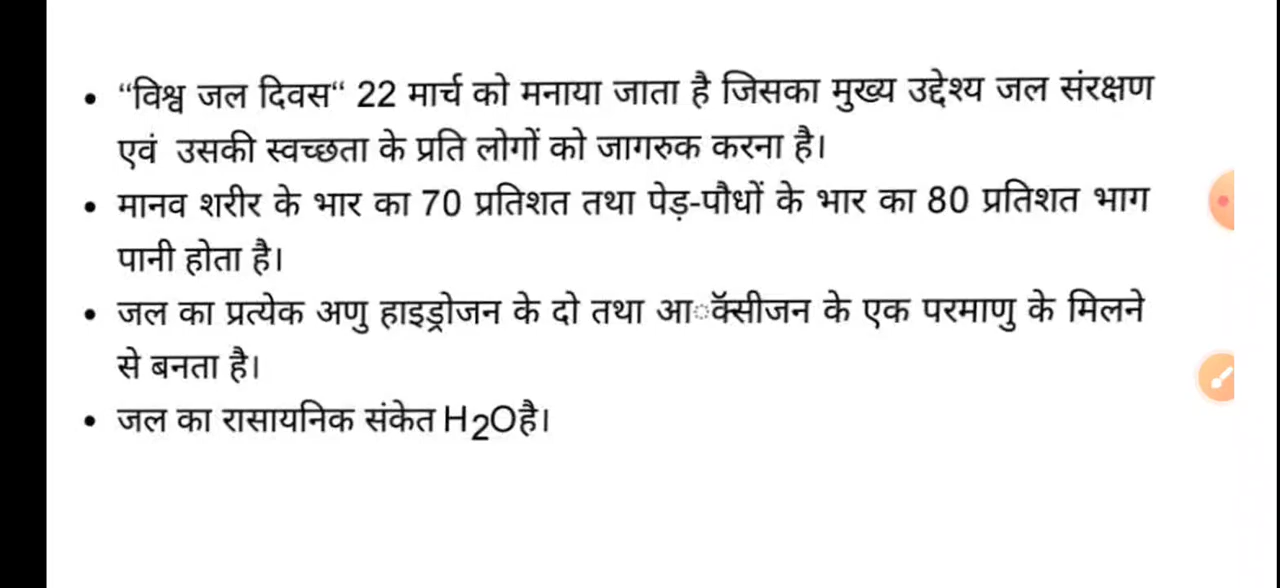 • “विश्व जल दिवस“ 22 मार्च को मनाया जाता है जिसका मुख्य उद्देश्य जल संरक्षण
एवं उसकी स्वच्छता के प्रति लोगों को जागरुक करना है।
• मानव शरीर के भार का 70 प्रतिशत तथा पेड़-पौधों के भार का 80 प्रतिशत भाग
पानी होता है।
• जल का प्रत्येक अणु हाइड्रोजन के दो तथा आॅक्सीजन के एक परमाणु के मिलने
से बनता है।
• जल का रासायनिक संकेत H2Oहै।